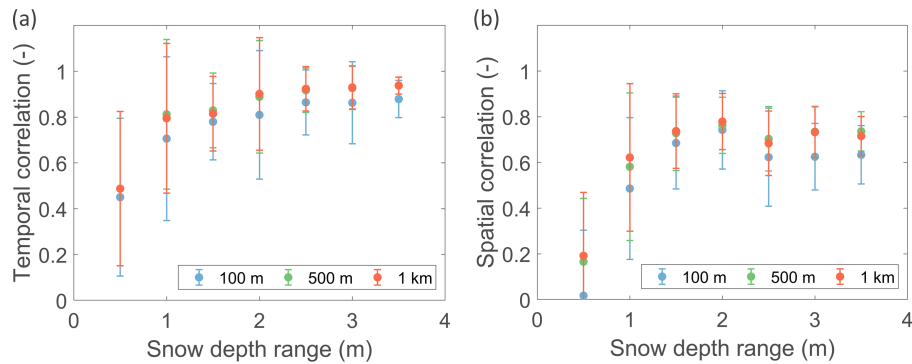 (a)
Temporal correlation (-)
1
0.8
0.6
0.4
0.2
0
0 1 2 3 4
Snow depth range (m)
100 m 500 m 1 km
(b)
Spatial correlation (-)
1
0.8
0.6
0.4
0.2
0
0 1 2 3 4
Snow depth range (m)
100 m 500 m 1 km